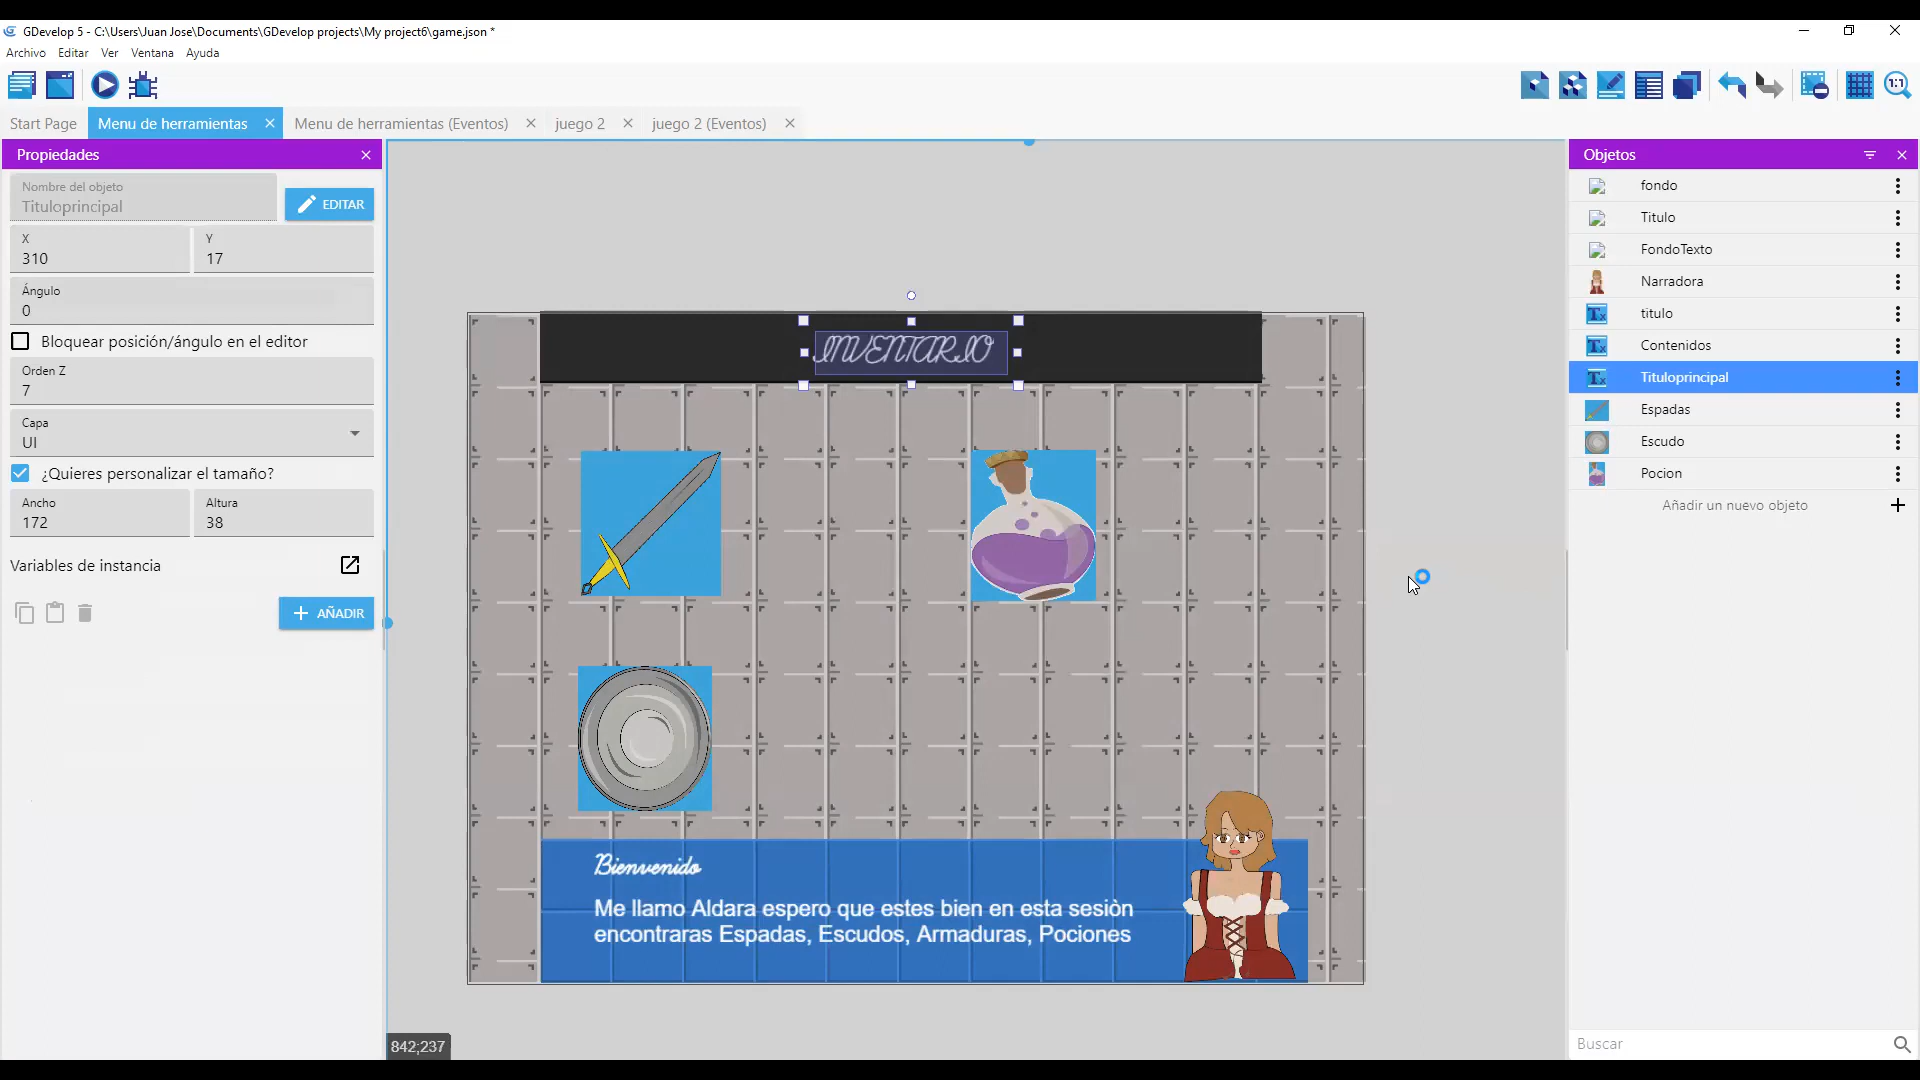 GDevelop 5 - C:\Users\Juan Jose\Documents\GDevelop projects\My project6\game.json *
Archivo Editar Ver Ventana Ayuda
1:1
Start Page Menu de herramientas Menu de herramientas (Eventos) juego 2 juego 2 (Eventos)
Propiedades
Nombre del objeto
Tituloprincipal
EDITAR
X
310
Y
17
Ángulo
0
Bloquear posición/ángulo en el editor
Orden Z
7
Capa
UI
¿Quieres personalizar el tamaño?
Ancho
172
Altura
38
Variables de instancia
AÑADIR
INVENTARIO
Bienvenido
Me llamo Aldara espero que estes bien en esta sesiòn
encontraras Espadas, Escudos, Armaduras, Pociones
842;237
Objetos
fondo
Titulo
FondoTexto
Narradora
Tx titulo
Tx Contenidos
Tx Tituloprincipal
Espadas
Escudo
Pocion
Añadir un nuevo objeto
Buscar